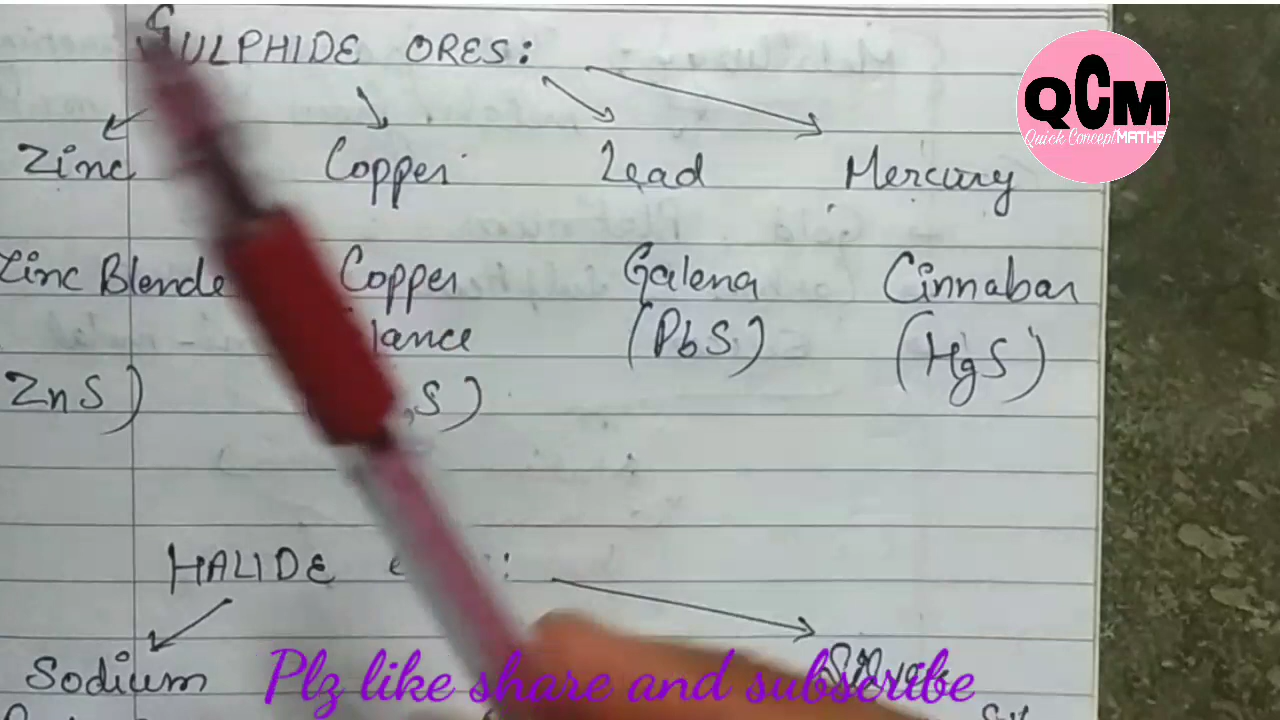 SULPHIDE ORES:
Zinc Copper Lead Mercury
Zinc Blende Copper Galena Cinnabar
lance (PbS) (HgS)
ZnS) S)
HALIDE :
Sodium
Plz like share and subscribe
QCM
Quick Concept MATHS